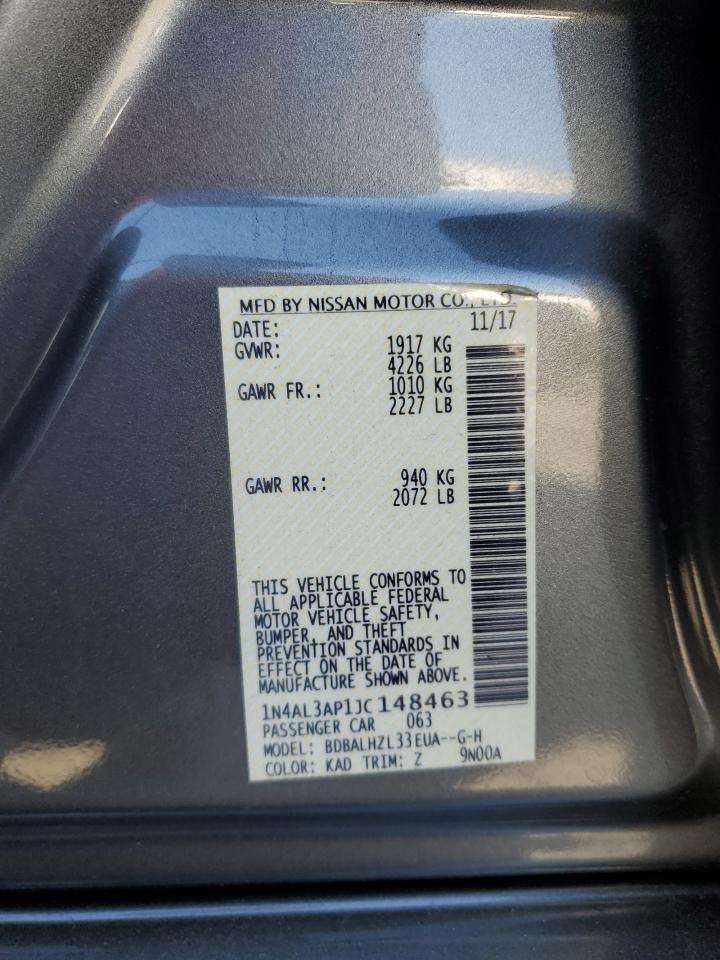 MFD BY NISSAN MOTOR CO., LTD.
DATE: 11/17
GVWR: 1917 KG
4226 LB
GAWR FR.: 1010 KG
2227 LB
GAWR RR.: 940 KG
2072 LB
THIS VEHICLE CONFORMS TO
ALL APPLICABLE FEDERAL
MOTOR VEHICLE SAFETY,
BUMPER, AND THEFT
PREVENTION STANDARDS IN
EFFECT ON THE DATE OF
MANUFACTURE SHOWN ABOVE.
1N4AL3AP1JC148463
PASSENGER CAR 063
MODEL: BDBALHZL33EUA--G-H
COLOR: KAD TRIM: Z 9N00A